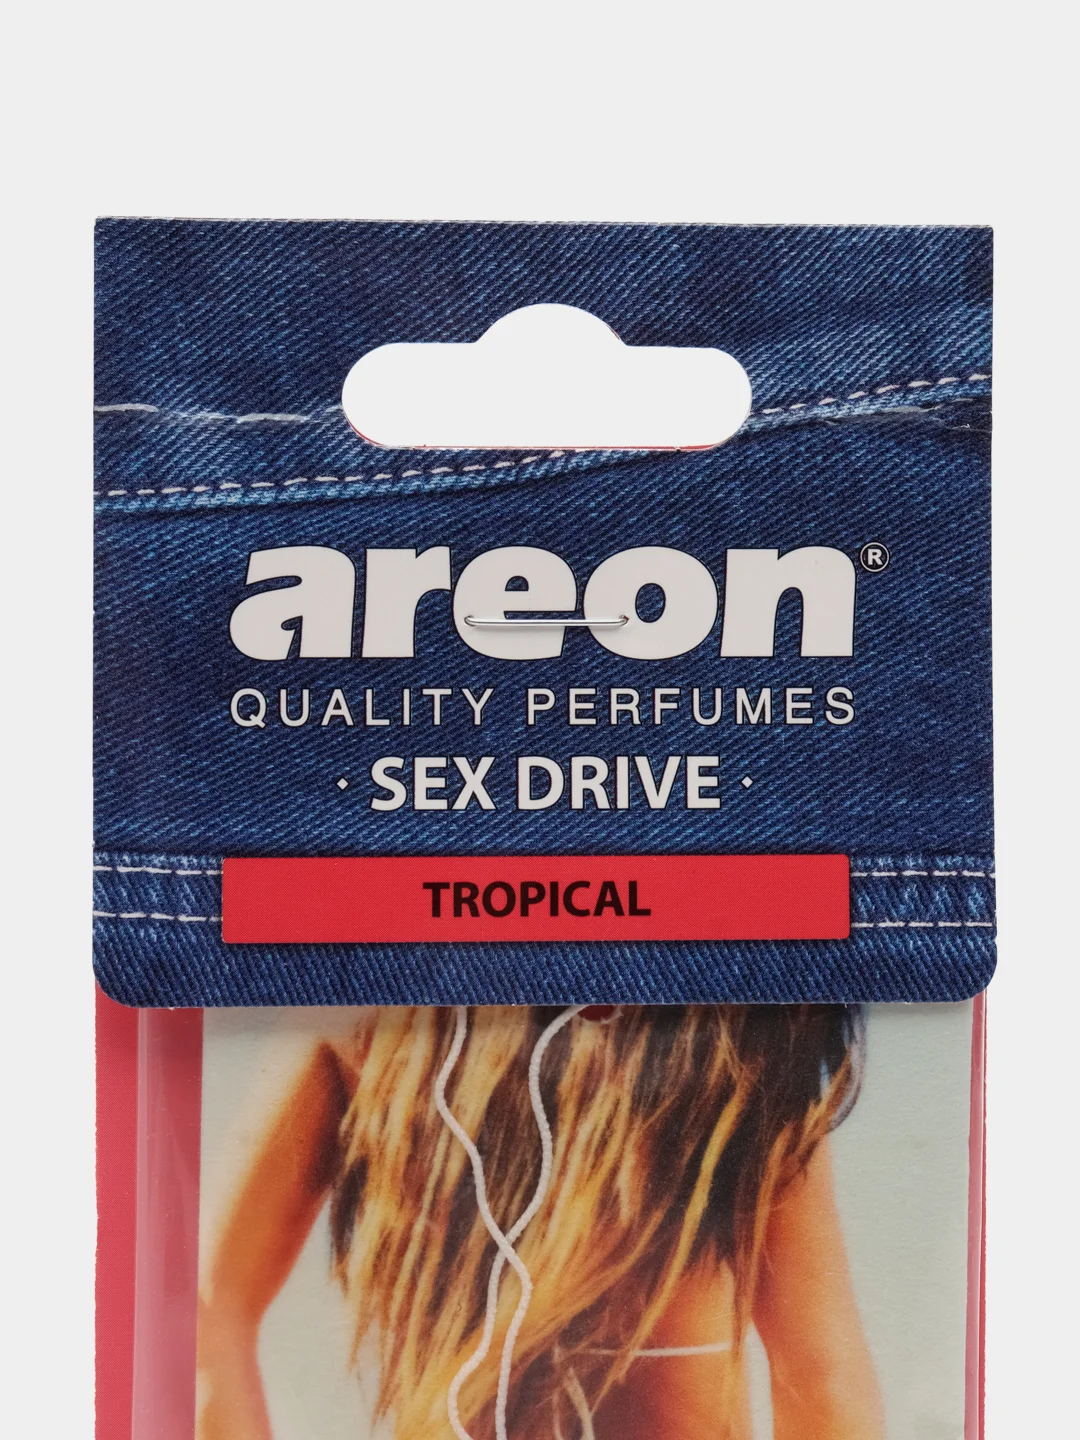 areon®
QUALITY PERFUMES
· SEX DRIVE ·
TROPICAL